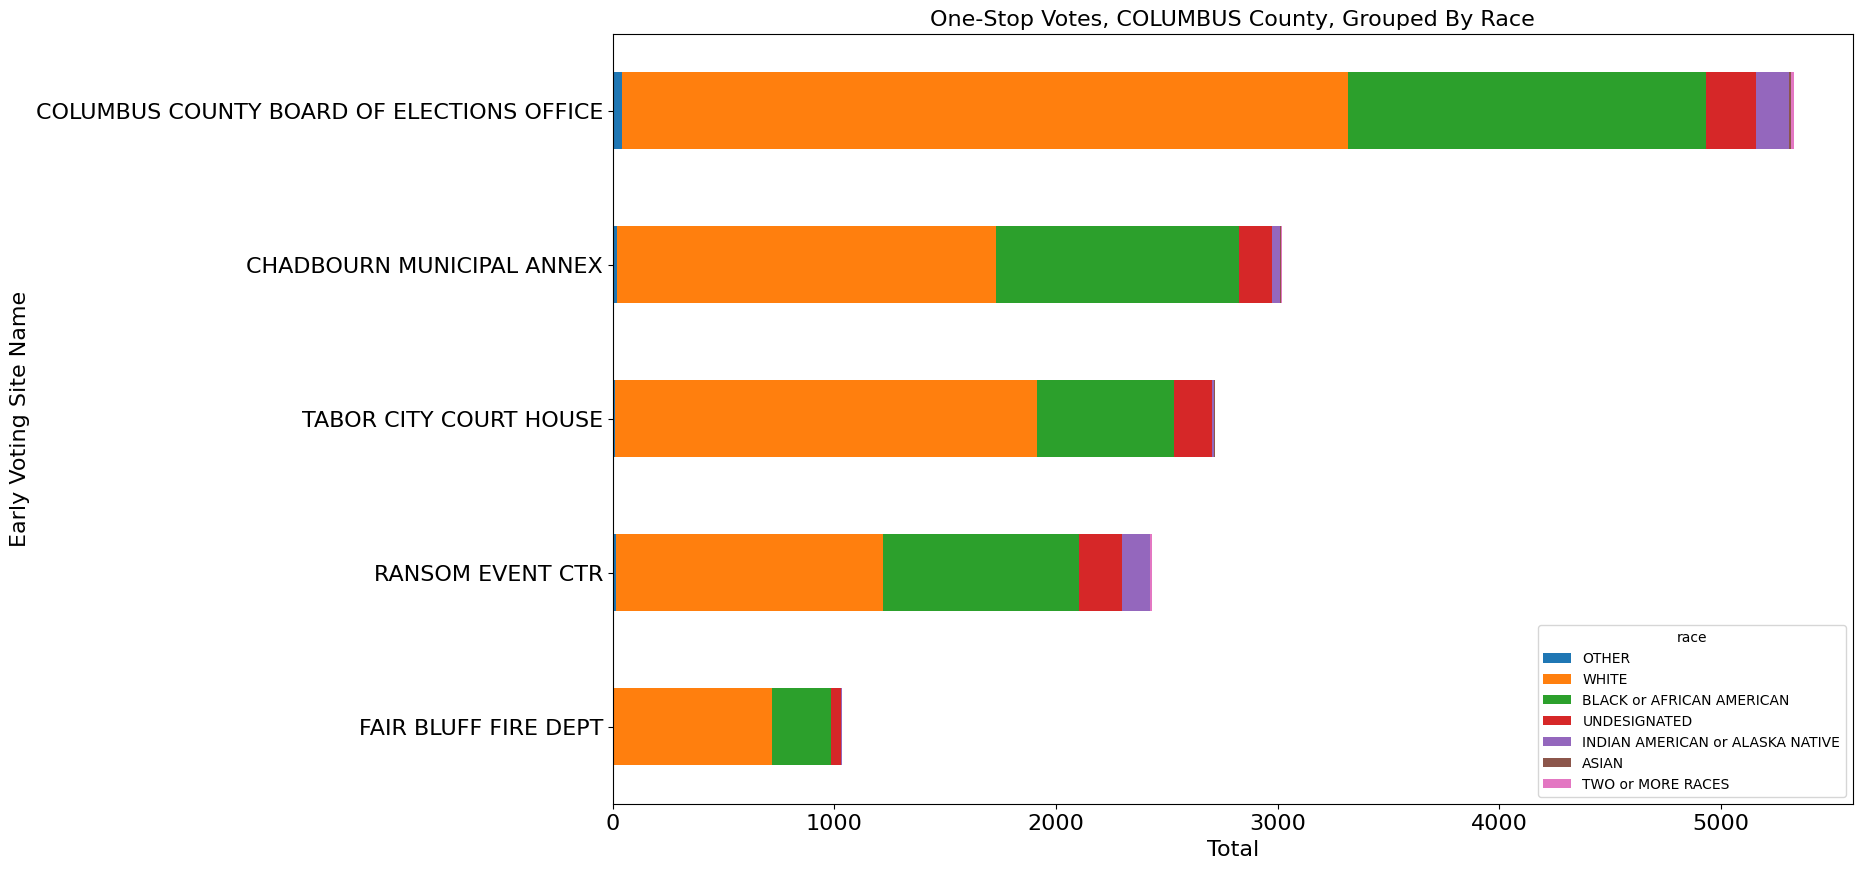 One-Stop Votes, COLUMBUS County, Grouped By Race
Early Voting Site Name
COLUMBUS COUNTY BOARD OF ELECTIONS OFFICE
CHADBOURN MUNICIPAL ANNEX
TABOR CITY COURT HOUSE
RANSOM EVENT CTR
FAIR BLUFF FIRE DEPT
race
OTHER
WHITE
BLACK or AFRICAN AMERICAN
UNDESIGNATED
INDIAN AMERICAN or ALASKA NATIVE
ASIAN
TWO or MORE RACES
0 1000 2000 3000 4000 5000
Total